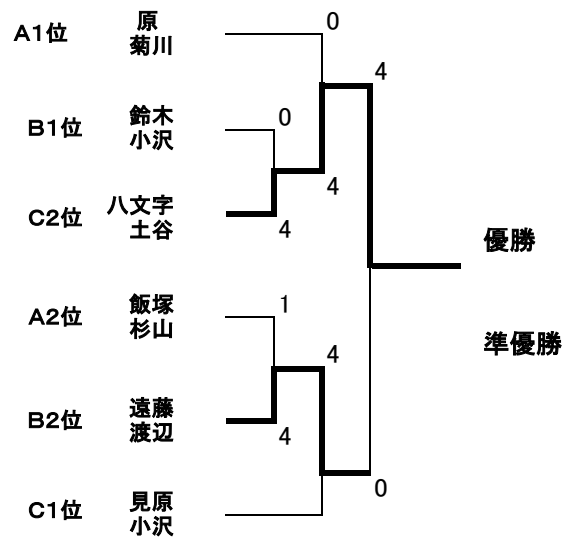 A1位
原
菊川
0
4
B1位
鈴木
小沢
0
C2位
八文字
土谷
4
4
優勝
A2位
飯塚
杉山
1
準優勝
4
B2位
遠藤
渡辺
4
0
C1位
見原
小沢